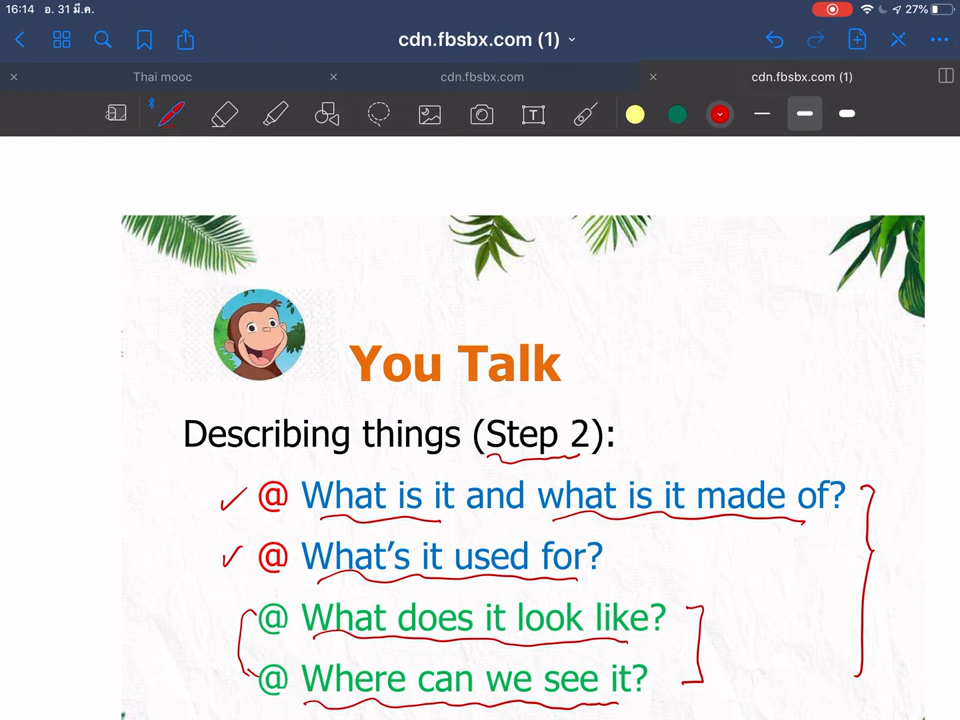 16:14 อ. 31 มี.ค. 27%
cdn.fbsbx.com (1)
Thai mooc
cdn.fbsbx.com
cdn.fbsbx.com (1)
T
You Talk
Describing things (Step 2):
@ What is it and what is it made of?
@ What’s it used for?
@ What does it look like?
@ Where can we see it?